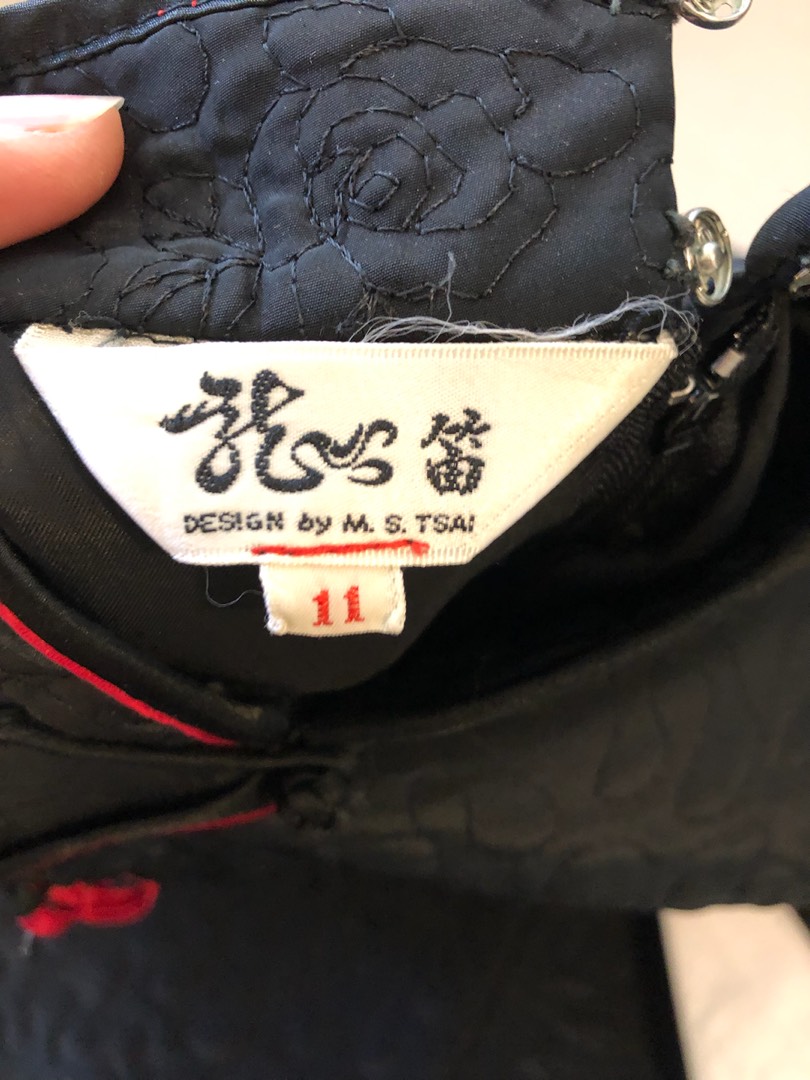 龍笛
DESIGN by M. S. TSAI
11